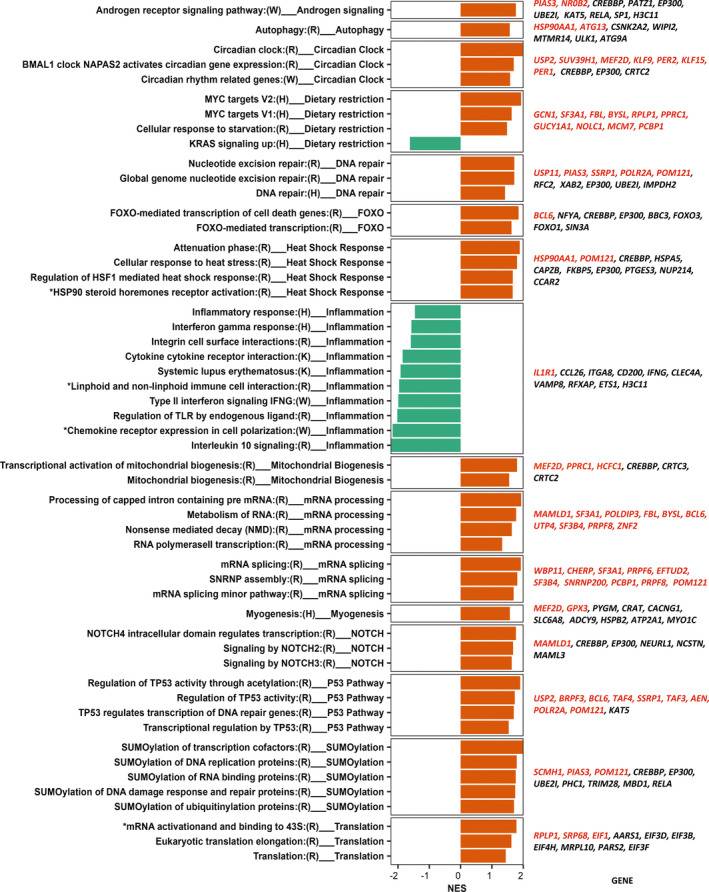 Androgen receptor signaling pathway:(W)___Androgen signaling
PIAS3, NR0B2, CREBBP, PATZ1, EP300,
UBE2I, KAT5, RELA, SP1, H3C11
Autophagy:(R)___Autophagy
HSP90AA1, ATG13, CSNK2A2, WIPI2,
MTMR14, ULK1, ATG9A
Circadian clock:(R)___Circadian Clock
BMAL1 clock NAPAS2 activates circadian gene expression:(R)___Circadian Clock
Circadian rhythm related genes:(W)___Circadian Clock
USP2, SUV39H1, MEF2D, KLF9, PER2, KLF15,
PER1, CREBBP, EP300, CRTC2
MYC targets V2:(H)___Dietary restriction
MYC targets V1:(H)___Dietary restriction
Cellular response to starvation:(R)___Dietary restriction
KRAS signaling up:(H)___Dietary restriction
GCN1, SF3A1, FBL, BYSL, RPLP1, PPRC1,
GUCY1A1, NOLC1, MCM7, PCBP1
Nucleotide excision repair:(R)___DNA repair
Global genome nucleotide excision repair:(R)___DNA repair
DNA repair:(H)___DNA repair
USP11, PIAS3, SSRP1, POLR2A, POM121,
RFC2, XAB2, EP300, UBE2I, IMPDH2
FOXO-mediated transcription of cell death genes:(R)___FOXO
FOXO-mediated transcription:(R)___FOXO
BCL6, NFYA, CREBBP, EP300, BBC3, FOXO3,
FOXO1, SIN3A
Attenuation phase:(R)___Heat Shock Response
Cellular response to heat stress:(R)___Heat Shock Response
Regulation of HSF1 mediated heat shock response:(R)___Heat Shock Response
*HSP90 steroid horemones receptor activation:(R)___Heat Shock Response
HSP90AA1, POM121, CREBBP, HSPA5,
CAPZB, FKBP5, EP300, PTGES3, NUP214,
CCAR2
Inflammatory response:(H)___Inflammation
Interferon gamma response:(H)___Inflammation
Integrin cell surface interactions:(R)___Inflammation
Cytokine cytokine receptor interaction:(K)___Inflammation
Systemic lupus erythematosus:(K)___Inflammation
*Linphoid and non-linphoid immune cell interaction:(R)___Inflammation
Type II interferon signaling IFNG:(W)___Inflammation
Regulation of TLR by endogenous ligand:(R)___Inflammation
*Chemokine receptor expression in cell polarization:(W)___Inflammation
Interleukin 10 signaling:(R)___Inflammation
IL1R1, CCL26, ITGA8, CD200, IFNG, CLEC4A,
VAMP8, RFXAP, ETS1, H3C11
Transcriptional activation of mitochondrial biogenesis:(R)___Mitochondrial Biogenesis
Mitochondrial biogenesis:(R)___Mitochondrial Biogenesis
MEF2D, PPRC1, HCFC1, CREBBP, CRTC3,
CRTC2
Processing of capped intron containing pre mRNA:(R)___mRNA processing
Metabolism of RNA:(R)___mRNA processing
Nonsense mediated decay (NMD):(R)___mRNA processing
RNA polymeraseII transcription:(R)___mRNA processing
MAMLD1, SF3A1, POLDIP3, FBL, BYSL, BCL6,
UTP4, SF3B4, PRPF8, ZNF2
mRNA splicing:(R)___mRNA splicing
SNRNP assembly:(R)___mRNA splicing
mRNA splicing minor pathway:(R)___mRNA splicing
WBP11, CHERP, SF3A1, PRPF6, EFTUD2,
SF3B4, SNRNP200, PCBP1, PRPF8, POM121
Myogenesis:(H)___Myogenesis
MEF2D, GPX3, PYGM, CRAT, CACNG1,
SLC6A8, ADCY9, HSPB2, ATP2A1, MYO1C
NOTCH4 intracellular domain regulates transcription:(R)___NOTCH
Signaling by NOTCH2:(R)___NOTCH
Signaling by NOTCH3:(R)___NOTCH
MAMLD1, CREBBP, EP300, NEURL1, NCSTN,
MAML3
Regulation of TP53 activity through acetylation:(R)___P53 Pathway
Regulation of TP53 activity:(R)___P53 Pathway
TP53 regulates transcription of DNA repair genes:(R)___P53 Pathway
Transcriptional regulation by TP53:(R)___P53 Pathway
USP2, BRPF3, BCL6, TAF4, SSRP1, TAF3, AEN,
POLR2A, POM121, KAT5
SUMOylation of transcription cofactors:(R)___SUMOylation
SUMOylation of DNA replication proteins:(R)___SUMOylation
SUMOylation of RNA binding proteins:(R)___SUMOylation
SUMOylation of DNA damage response and repair proteins:(R)___SUMOylation
SUMOylation of ubiquitinylation proteins:(R)___SUMOylation
SCMH1, PIAS3, POM121, CREBBP, EP300,
UBE2I, PHC1, TRIM28, MBD1, RELA
*mRNA activationand and binding to 43S:(R)___Translation
Eukaryotic translation elongation:(R)___Translation
Translation:(R)___Translation
RPLP1, SRP68, EIF1, AARS1, EIF3D, EIF3B,
EIF4H, MRPL10, PARS2, EIF3F
-2 -1 0 1 2
NES
GENE